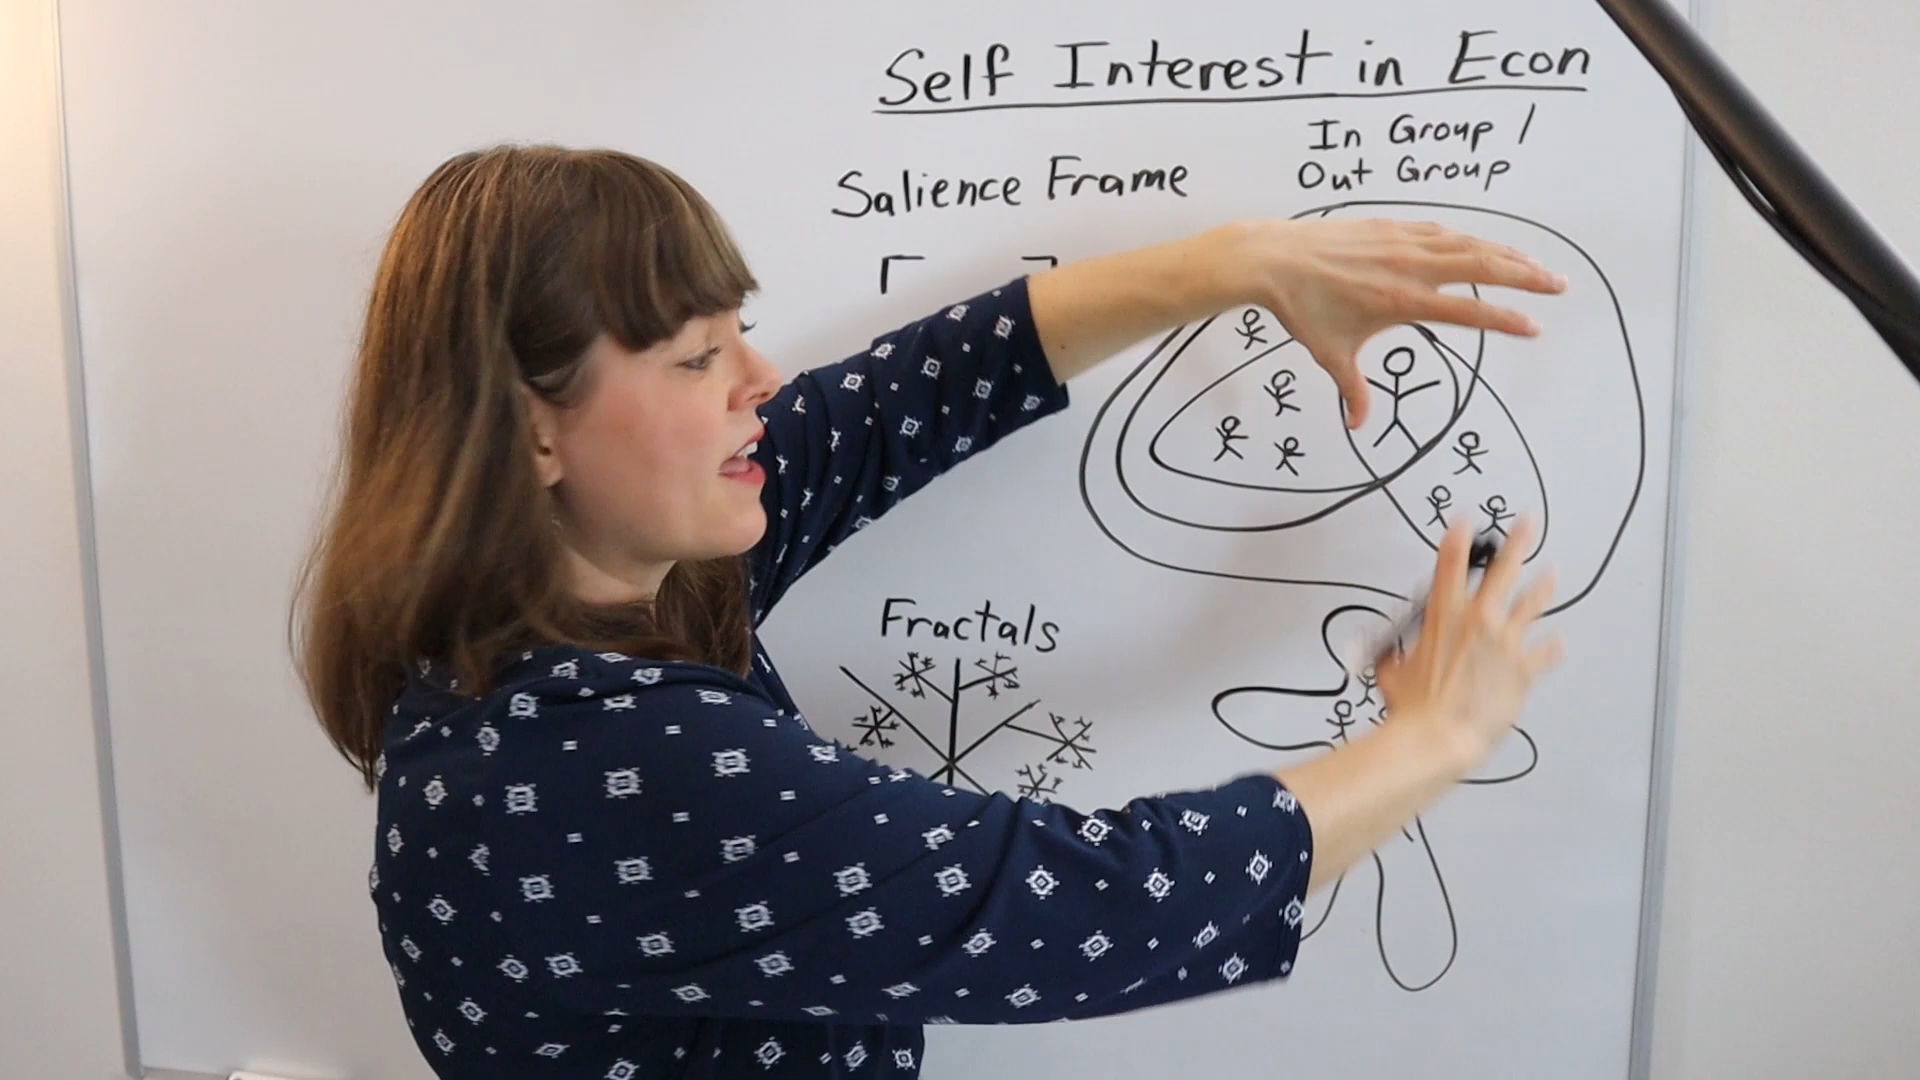 Self Interest in Econ
Salience Frame
In Group /
Out Group
Fractals